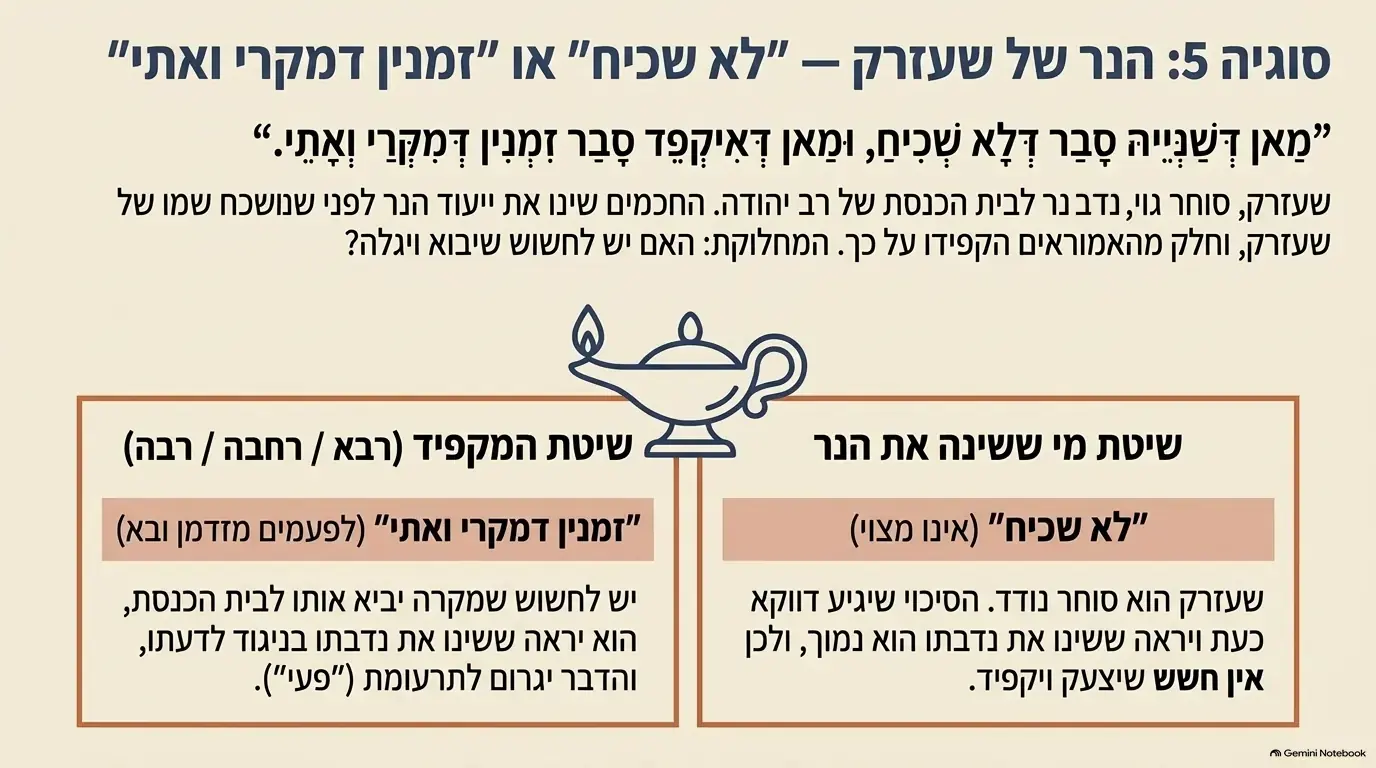 סוגיה 5: הנר של שעזרק — "לא שכיח" או "זמנין דמקרי ואתי"
"מַאן דְּשַׁנְּיֵיהּ סָבַר דְּלָא שְׁכִיחַ, וּמַאן דְּאִיקְפֵּד סָבַר זִמְנִין דְּמִקְּרַי וְאָתֵי."
שעזרק, סוחר גוי, נדב נר לבית הכנסת של רב יהודה. החכמים שינו את ייעוד הנר לפני שנושכח שמו של
שעזרק, וחלק מהאמוראים הקפידו על כך. המחלוקת: האם יש לחשוש שיבוא ויגלה?
שיטת מי ששינה את הנר
"לא שכיח" (אינו מצוי)
שעזרק הוא סוחר נודד. הסיכוי שיגיע דווקא
כעת ויראה ששינו את נדבתו הוא נמוך, ולכן
אין חשש שיצעק ויקפיד.
שיטת המקפיד (רבא / רחבה / רבה)
"זמנין דמקרי ואתי" (לפעמים מזדמן ובא)
יש לחשוש שמקרה יביא אותו לבית הכנסת,
הוא יראה ששינו את נדבתו בניגוד לדעתו,
והדבר יגרום לתרעומת ("פעי").
Gemini Notebook